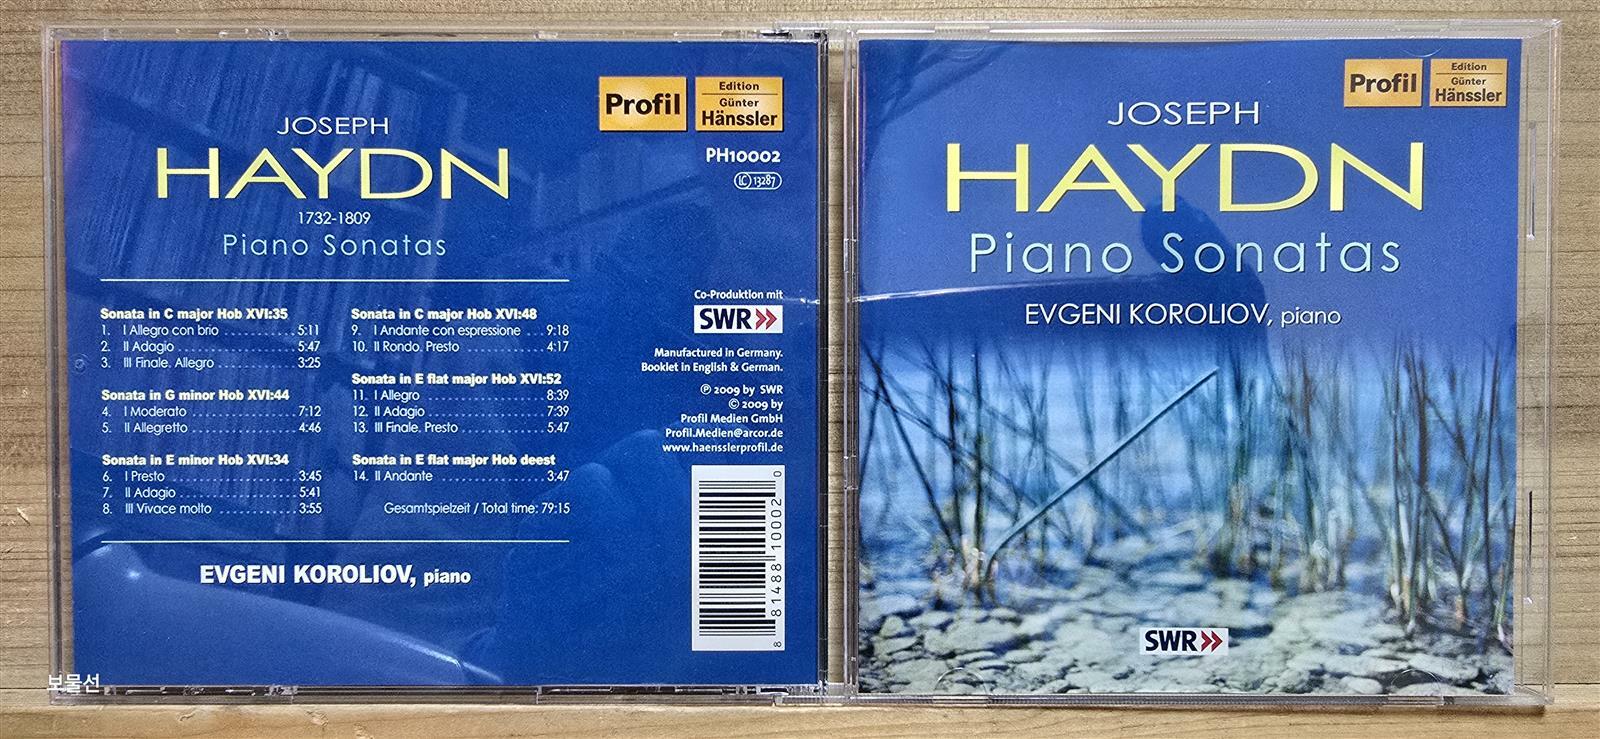 Profil
Edition
Günter
Hänssler
JOSEPH
HAYDN
1732-1809
Piano Sonatas
PH10002
LC 13287
Sonata in C major Hob XVI:35
1. I Allegro con brio 5:11
2. II Adagio 5:47
3. III Finale. Allegro 3:25
Sonata in G minor Hob XVI:44
4. I Moderato 7:12
5. II Allegretto 4:46
Sonata in E minor Hob XVI:34
6. I Presto 3:45
7. II Adagio 5:41
8. III Vivace molto 3:55
Sonata in C major Hob XVI:48
9. I Andante con espressione 9:18
10. II Rondo. Presto 4:17
Sonata in E flat major Hob XVI:52
11. I Allegro 8:39
12. II Adagio 7:39
13. III Finale. Presto 5:47
Sonata in E flat major Hob deest
14. II Andante 3:47
Gesamtspielzeit / Total time: 79:15
EVGENI KOROLIOV, piano
Co-Produktion mit
SWR
Manufactured in Germany.
Booklet in English & German.
℗ 2009 by SWR
© 2009 by
Profil Medien GmbH
Profil.Medien@arcor.de
www.haensslerprofil.de
8 81488 10002 0
보물선
Profil
Edition
Günter
Hänssler
JOSEPH
HAYDN
Piano Sonatas
EVGENI KOROLIOV, piano
SWR